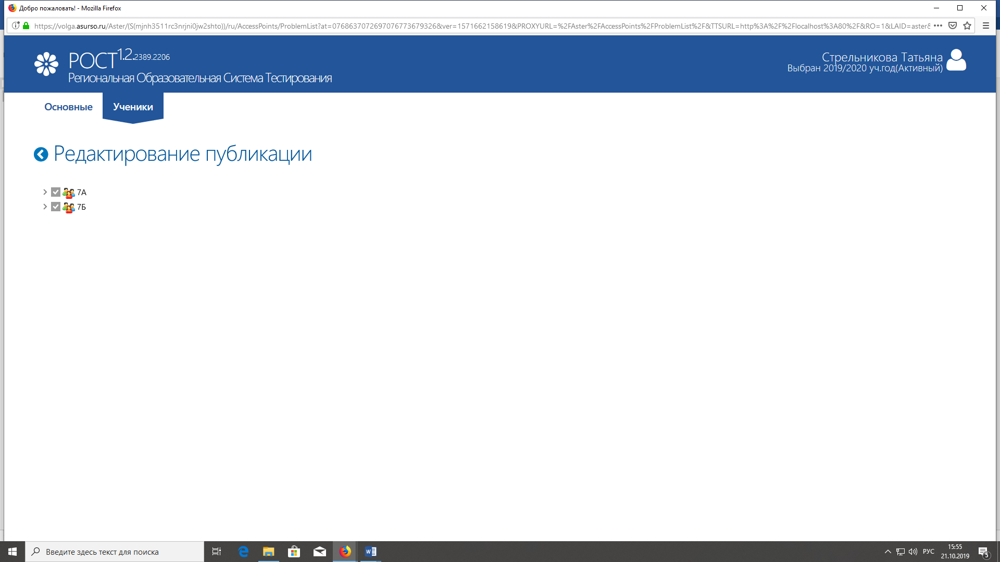 Добро пожаловать! - Mozilla Firefox
https://volga.asurso.ru/Aster/(S(mjnh3511rc3nrjni0jw2shto))/ru/AccessPoints/ProblemList?at=0768637072697076773679326&ver=1571662158619&PROXYURL=%2FAster%2FAccessPoints%2FProblemList%2F&TTSURL=http%3A%2F%2Flocalhost%3A80%2F&RO=1&LAID=aster&
РОСТ1.2.2389.2206
Региональная Образовательная Система Тестирования
Стрельникова Татьяна
Выбран 2019/2020 уч.год(Активный)
Основные
Ученики
Редактирование публикации
7А
7Б
Введите здесь текст для поиска
РУС
15:55
21.10.2019
5